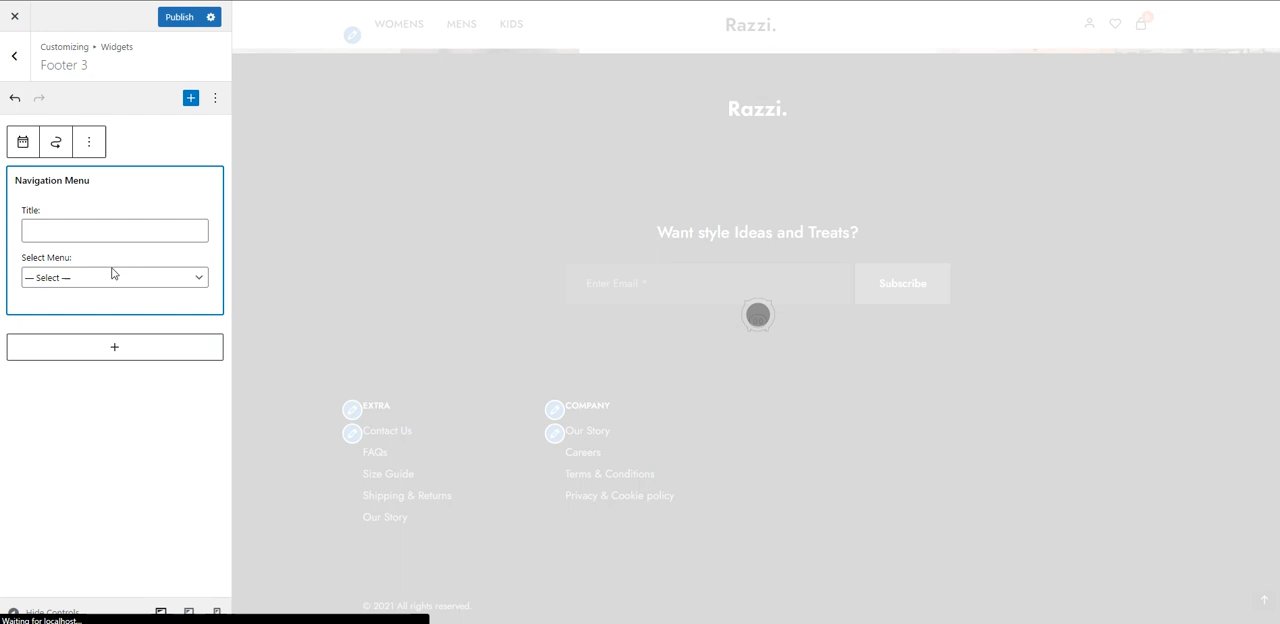 Publish
Customizing ▸ Widgets
Footer 3
Navigation Menu
Title:
Select Menu:
— Select —
Hide Controls
Waiting for localhost...
WOMENS MENS KIDS
Razzi.
0
Razzi.
Want style Ideas and Treats?
Enter Email *
Subscribe
EXTRA
Contact Us
FAQs
Size Guide
Shipping & Returns
Our Story
COMPANY
Our Story
Careers
Terms & Conditions
Privacy & Cookie policy
© 2021 All rights reserved.